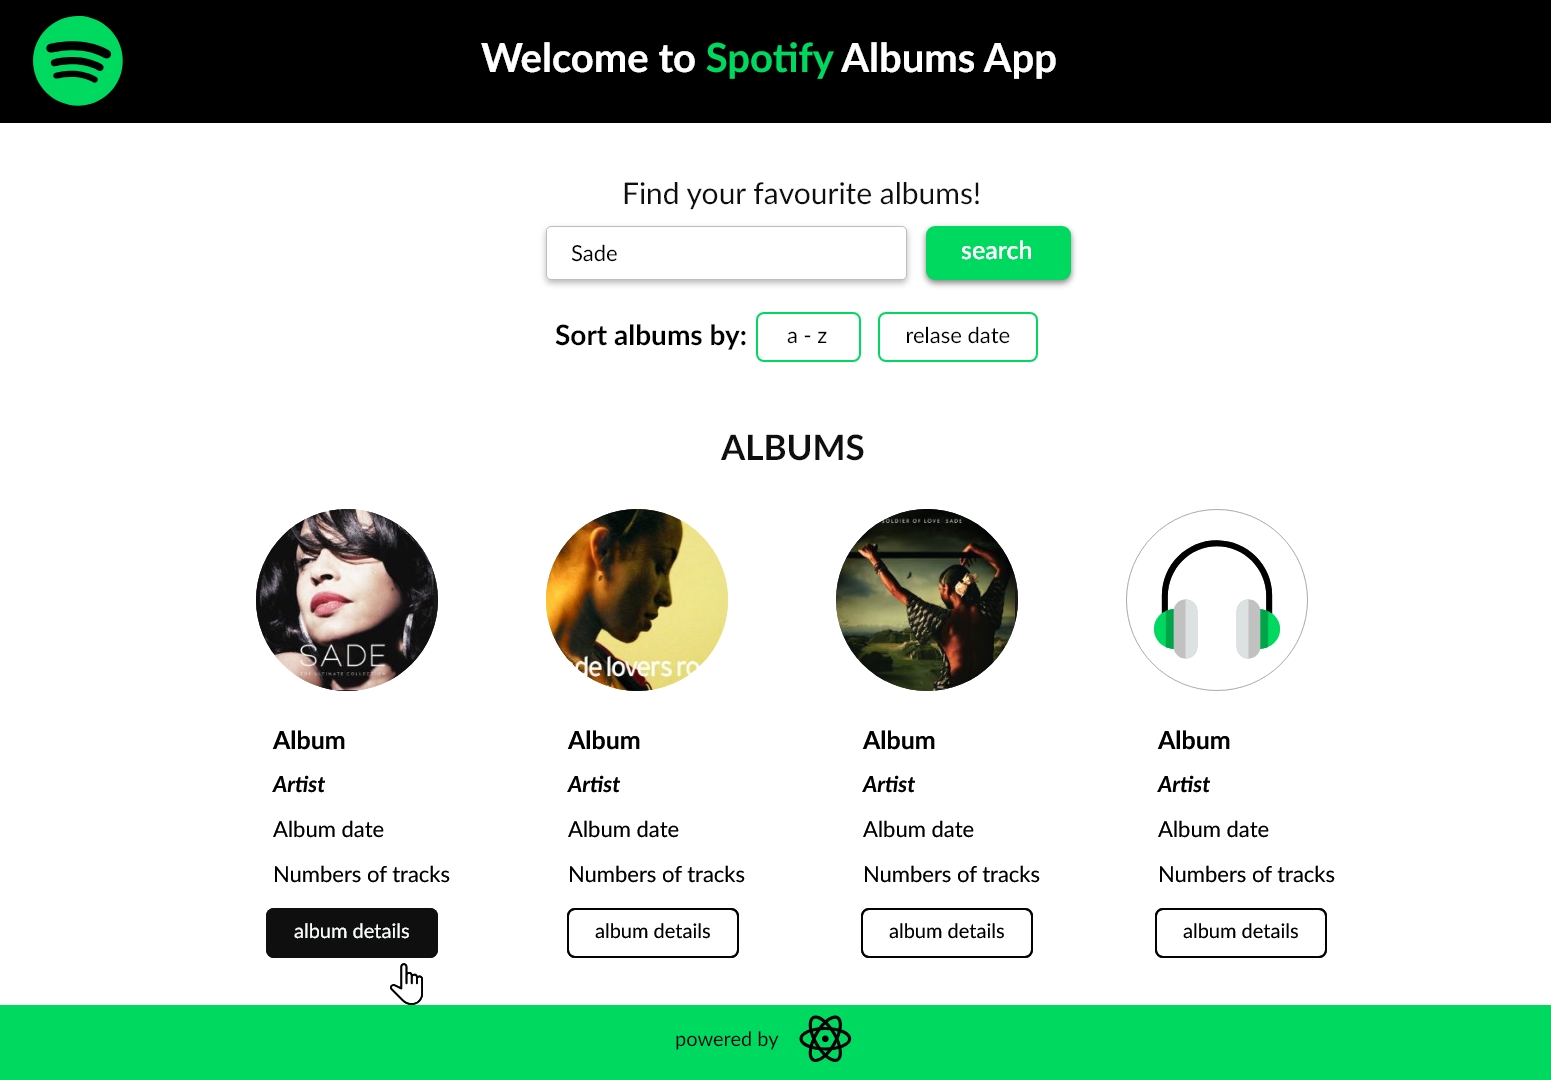 Welcome to Spotify Albums App
Find your favourite albums!
Sade
search
Sort albums by:
a - z
relase date
ALBUMS
SADE
THE ULTIMATE COLLECTION
de lovers ro
SOLDIER OF LOVE SADE
Album
Artist
Album date
Numbers of tracks
album details
Album
Artist
Album date
Numbers of tracks
album details
Album
Artist
Album date
Numbers of tracks
album details
Album
Artist
Album date
Numbers of tracks
album details
powered by